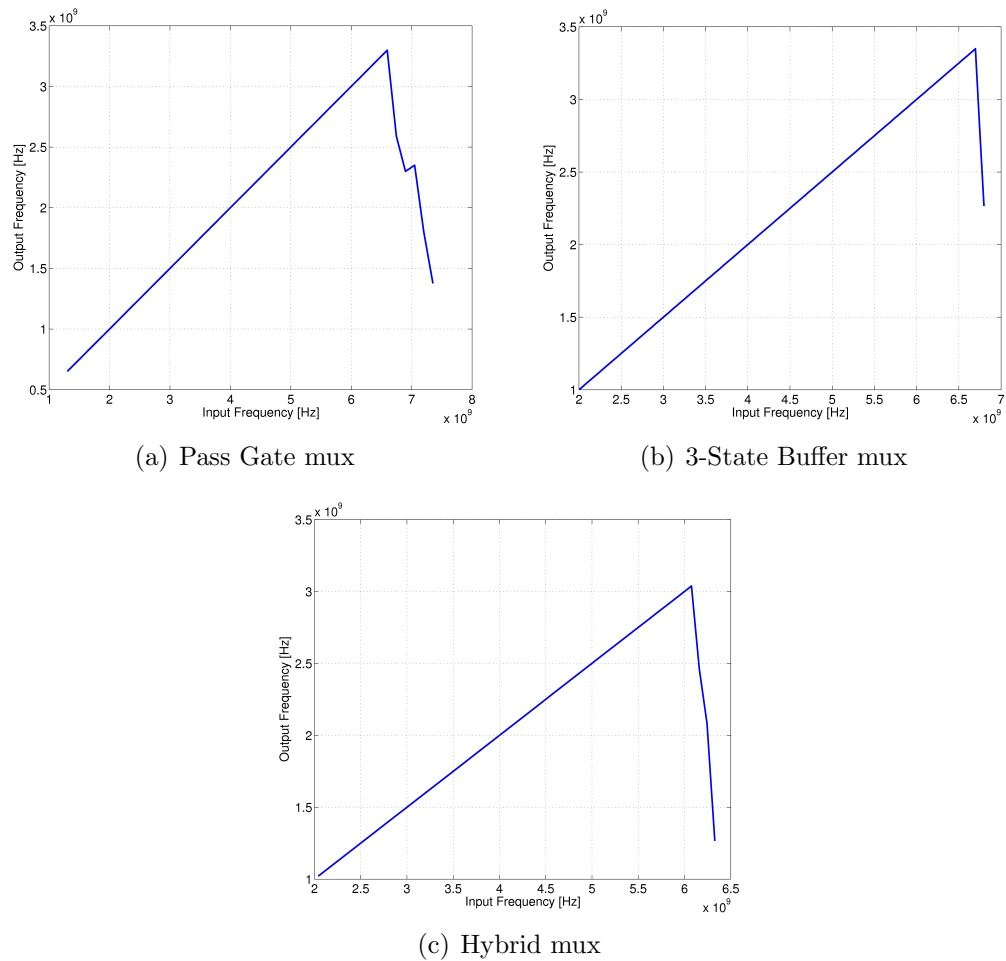 x 10^9
3.5
3
2.5
2
1.5
1
0.5
Output Frequency [Hz]
1 2 3 4 5 6 7 8
Input Frequency [Hz]
x 10^9
(a) Pass Gate mux
x 10^9
3.5
3
2.5
2
1.5
1
Output Frequency [Hz]
2 2.5 3 3.5 4 4.5 5 5.5 6 6.5 7
Input Frequency [Hz]
x 10^9
(b) 3-State Buffer mux
x 10^9
3.5
3
2.5
2
1.5
1
Output Frequency [Hz]
2 2.5 3 3.5 4 4.5 5 5.5 6 6.5
Input Frequency [Hz]
x 10^9
(c) Hybrid mux